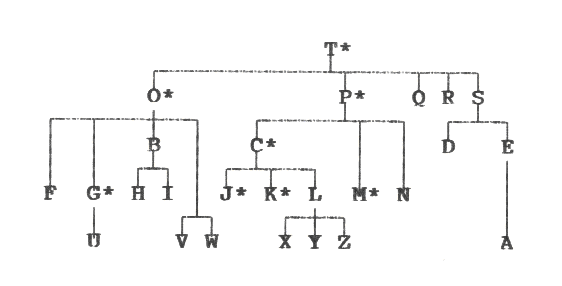 T*
O* P* Q R S
B C* D E
F G* H I J* K* L M* N
U V W X Y Z A